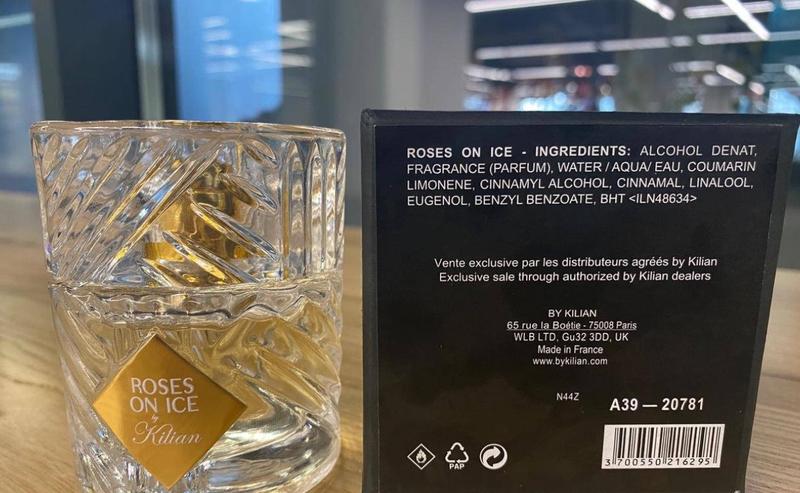 ROSES
ON ICE
by
Kilian
ROSES ON ICE - INGREDIENTS: ALCOHOL DENAT,
FRAGRANCE (PARFUM), WATER / AQUA/ EAU, COUMARIN
LIMONENE, CINNAMYL ALCOHOL, CINNAMAL, LINALOOL,
EUGENOL, BENZYL BENZOATE, BHT <ILN48634>
Vente exclusive par les distributeurs agréés by Kilian
Exclusive sale through authorized by Kilian dealers
BY KILIAN
65 rue la Boétie - 75008 Paris
WLB LTD, Gu32 3DD, UK
Made in France
www.bykilian.com
N44Z
A39 — 20781
PAP
3 700550 216295